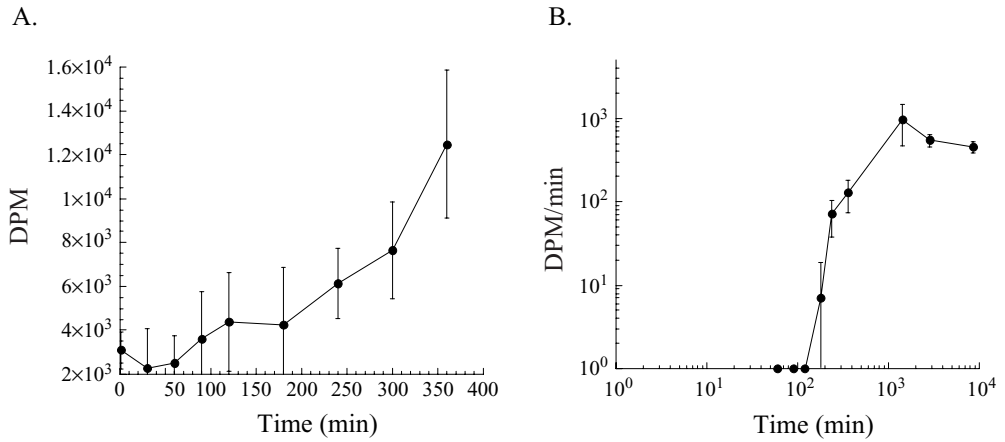 A.
B.
DPM
1.6×10⁴
1.4×10⁴
1.2×10⁴
1×10⁴
8×10³
6×10³
4×10³
2×10³
0 50 100 150 200 250 300 350 400
Time (min)
DPM/min
10³
10²
10¹
10⁰
10⁰ 10¹ 10² 10³ 10⁴
Time (min)